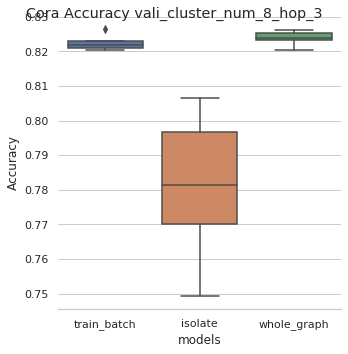 Cora Accuracy vali_cluster_num_8_hop_3
0.83
0.82
0.81
0.80
0.79
0.78
0.77
0.76
0.75
Accuracy
train_batch
isolate
whole_graph
models